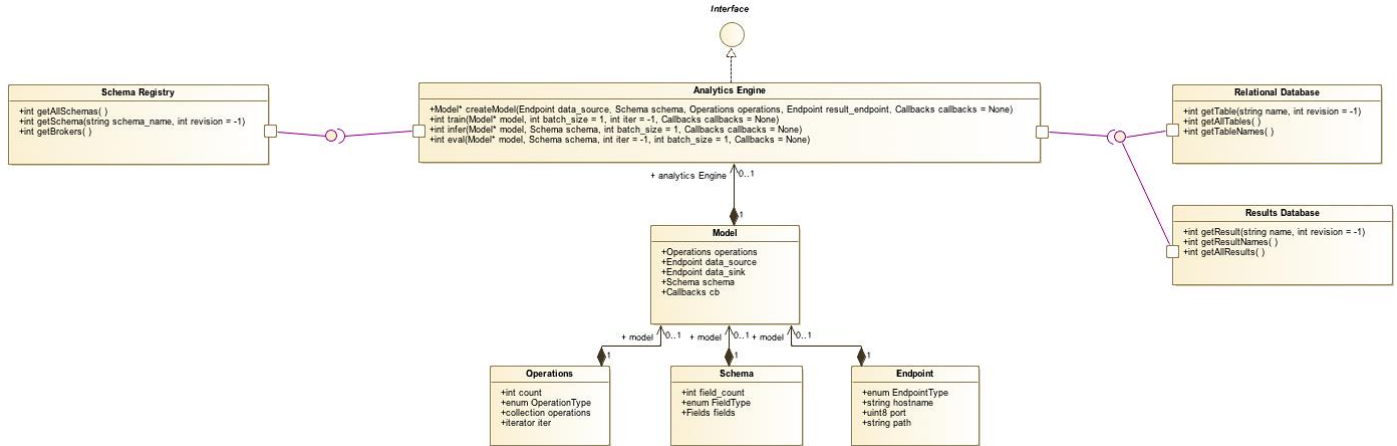 Interface
Schema Registry
+int getAllSchemas( )
+int getSchema(string schema_name, int revision = -1)
+int getBrokers( )
Analytics Engine
+Model* createModel(Endpoint data_source, Schema schema, Operations operations, Endpoint result_endpoint, Callbacks callbacks = None)
+int train(Model* model, int batch_size = 1, int iter = -1, Callbacks callbacks = None)
+int infer(Model* model, Schema schema, int batch_size = 1, Callbacks callbacks = None)
+int eval(Model* model, Schema schema, int iter = -1, int batch_size = 1, Callbacks = None)
Relational Database
+int getTable(string name, int revision = -1)
+int getAllTables( )
+int getTableNames( )
+ analytics Engine
0..1
1
Results Database
+int getResult(string name, int revision = -1)
+int getResultNames( )
+int getAllResults( )
Model
+Operations operations
+Endpoint data_source
+Endpoint data_sink
+Schema schema
+Callbacks cb
+ model
0..1
+ model
0..1
+ model
0..1
1
1
1
Operations
+int count
+enum OperationType
+collection operations
+iterator iter
Schema
+int field_count
+enum FieldType
+Fields fields
Endpoint
+enum EndpointType
+string hostname
+uint8 port
+string path